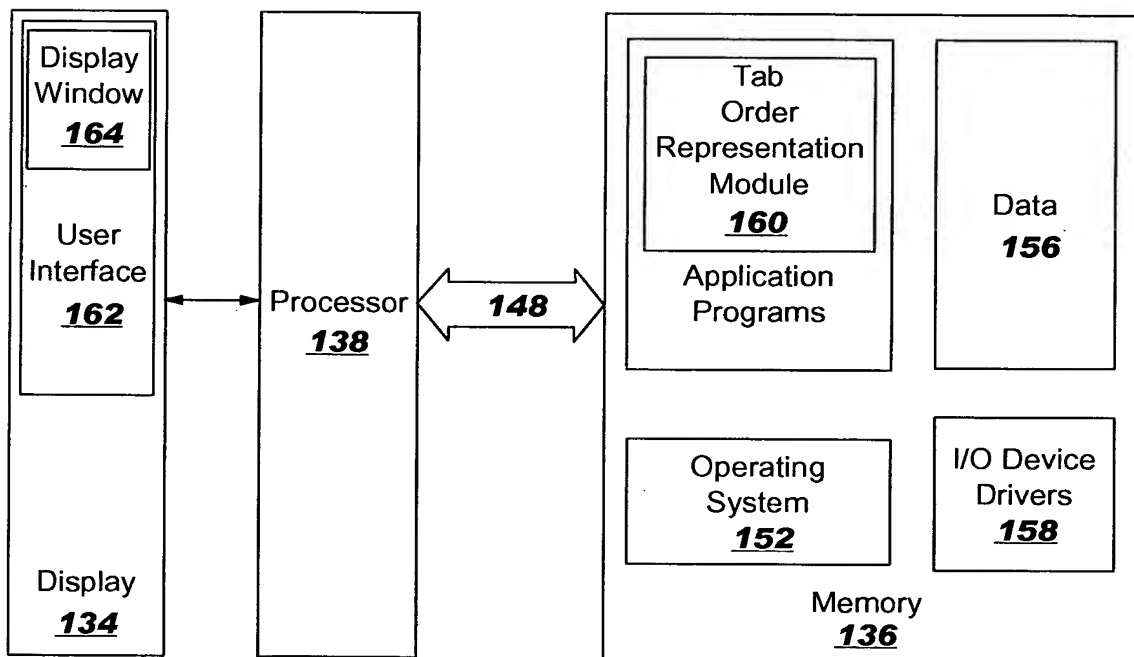 Display
Window
164
User
Interface
162
Display
134
Processor
138
148
Tab
Order
Representation
Module
160
Application
Programs
Data
156
Operating
System
152
I/O Device
Drivers
158
Memory
136